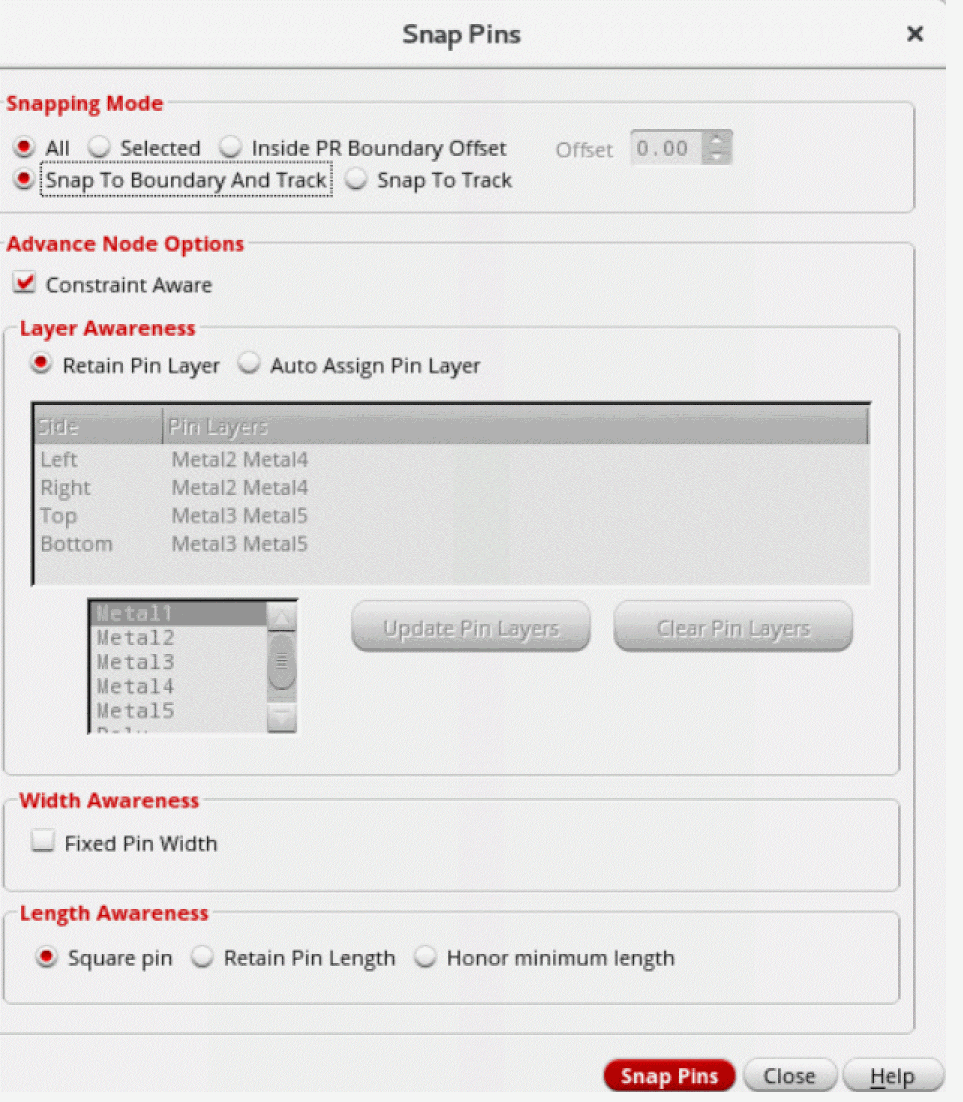 Snap Pins
Snapping Mode
All Selected Inside PR Boundary Offset Offset 0.00
Snap To Boundary And Track Snap To Track
Advance Node Options
Constraint Aware
Layer Awareness
Retain Pin Layer Auto Assign Pin Layer
Side Pin Layers
Left Metal2 Metal4
Right Metal2 Metal4
Top Metal3 Metal5
Bottom Metal3 Metal5
Metal1
Metal2
Metal3
Metal4
Metal5
Update Pin Layers Clear Pin Layers
Width Awareness
Fixed Pin Width
Length Awareness
Square pin Retain Pin Length Honor minimum length
Snap Pins Close Help